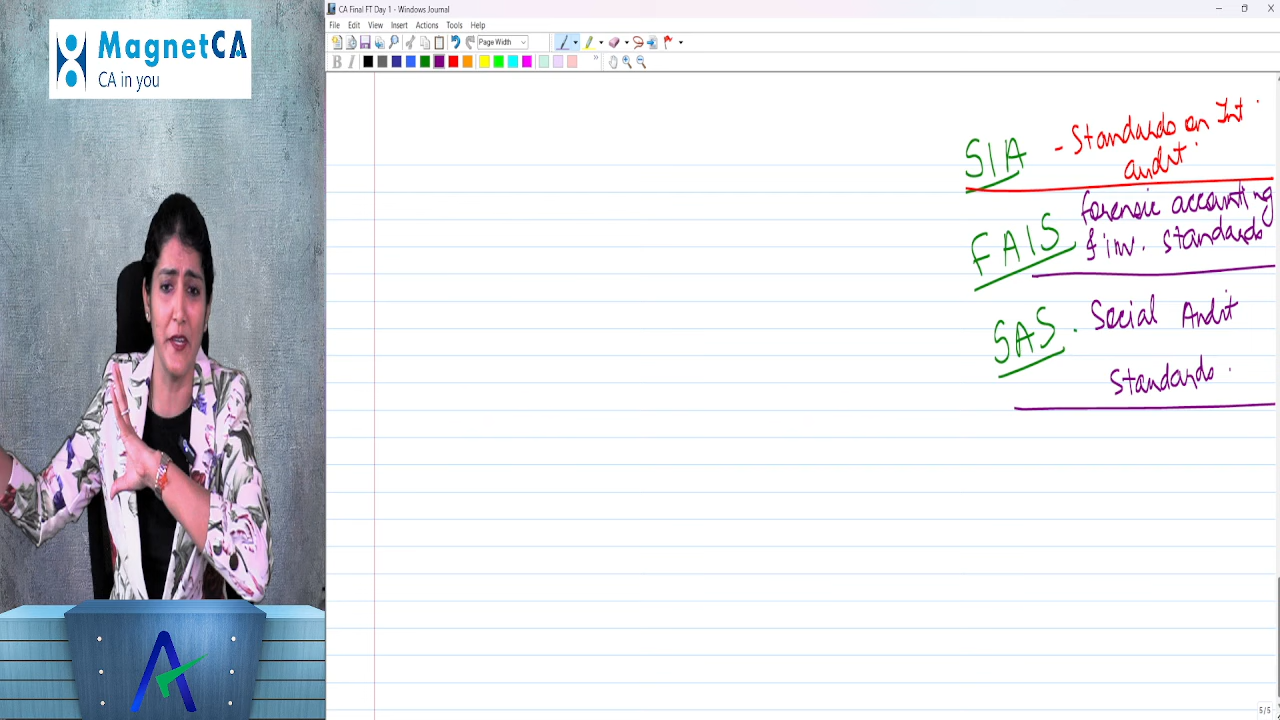 MagnetCA
CA in you
CA Final FT Day 1 - Windows Journal
File Edit View Insert Actions Tools Help
Page Width
B I
SIA - Standards on Int
audit.
FAIS forensic accounting
& inv. standards
SAS. Social Audit
Standards.
5/5